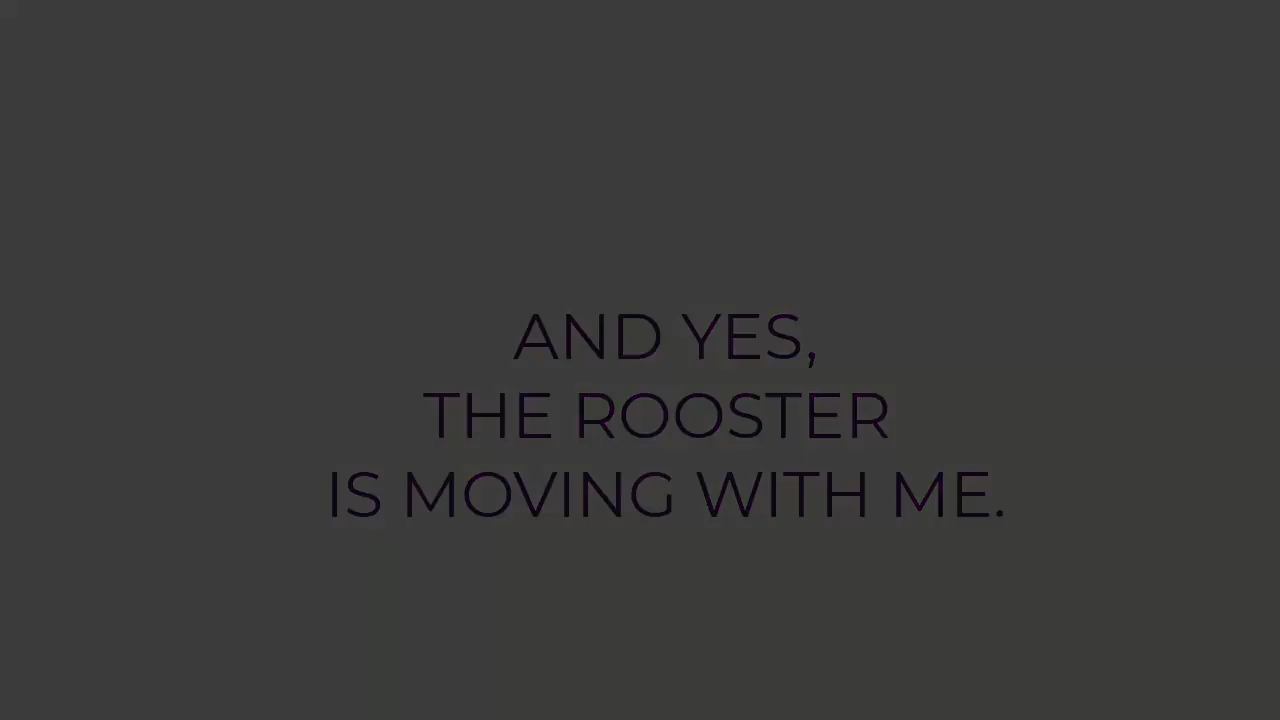 AND YES,
THE ROOSTER
IS MOVING WITH ME.